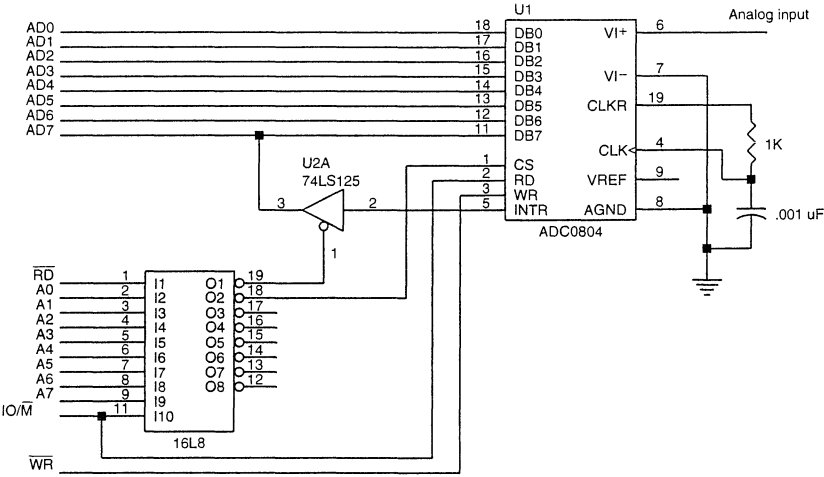 U1
Analog input
AD0 18 DB0 VI+ 6
AD1 17 DB1
AD2 16 DB2
AD3 15 DB3 VI− 7
AD4 14 DB4
AD5 13 DB5 CLKR 19
AD6 12 DB6
AD7 11 DB7
1K
CLK 4
U2A
74LS125
1 CS
2 RD VREF 9
3 WR
3 2 5 INTR AGND 8
.001 uF
ADC0804
1
RD 1 I1 O1 19
A0 2 I2 O2 18
A1 3 I3 O3 17
A2 4 I4 O4 16
A3 5 I5 O5 15
A4 6 I6 O6 14
A5 7 I7 O7 13
A6 8 I8 O8 12
A7 9 I9
IO/M 11 I10
16L8
WR